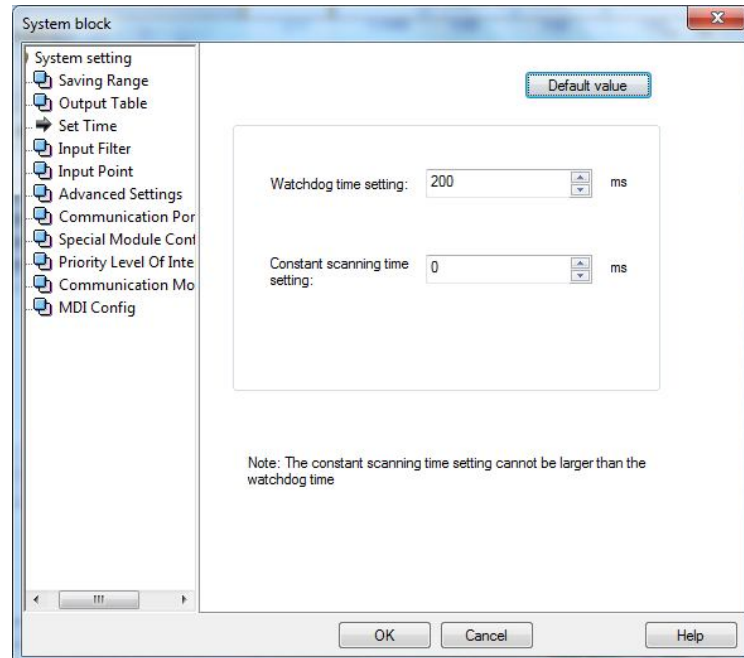 System block
System setting
Saving Range
Output Table
Set Time
Input Filter
Input Point
Advanced Settings
Communication Por
Special Module Conf
Priority Level Of Inte
Communication Mo
MDI Config
Default value
Watchdog time setting:
200
ms
Constant scanning time
setting:
0
ms
Note: The constant scanning time setting cannot be larger than the
watchdog time
OK
Cancel
Help